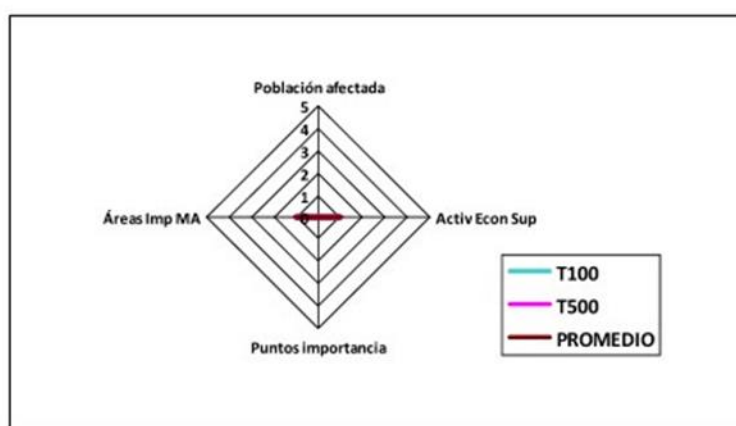 Población afectada
5
4
3
2
1
0
Áreas Imp MA
Activ Econ Sup
Puntos importancia
T100
T500
PROMEDIO